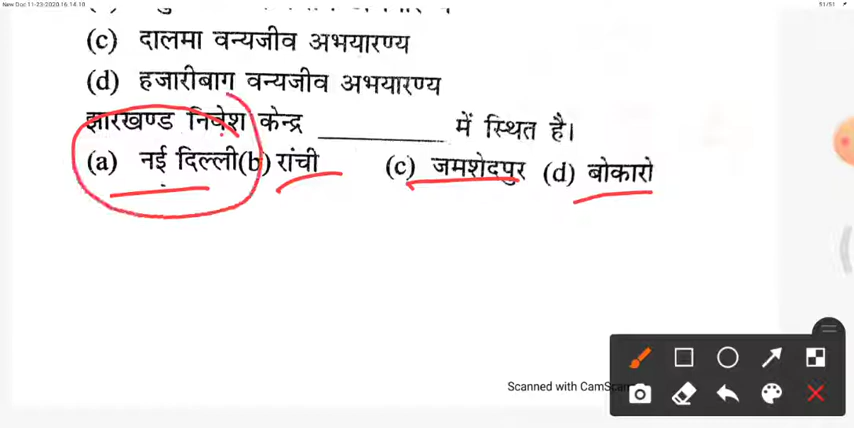 New Doc 11-23-2020 16.14.18
51/51
(c) दालमा वन्यजीव अभयारण्य
(d) हजारीबाग वन्यजीव अभयारण्य
झारखण्ड निवेश केन्द्र __________ में स्थित है।
(a) नई दिल्ली(b) रांची (c) जमशेदपुर (d) बोकारो
Scanned with CamScan